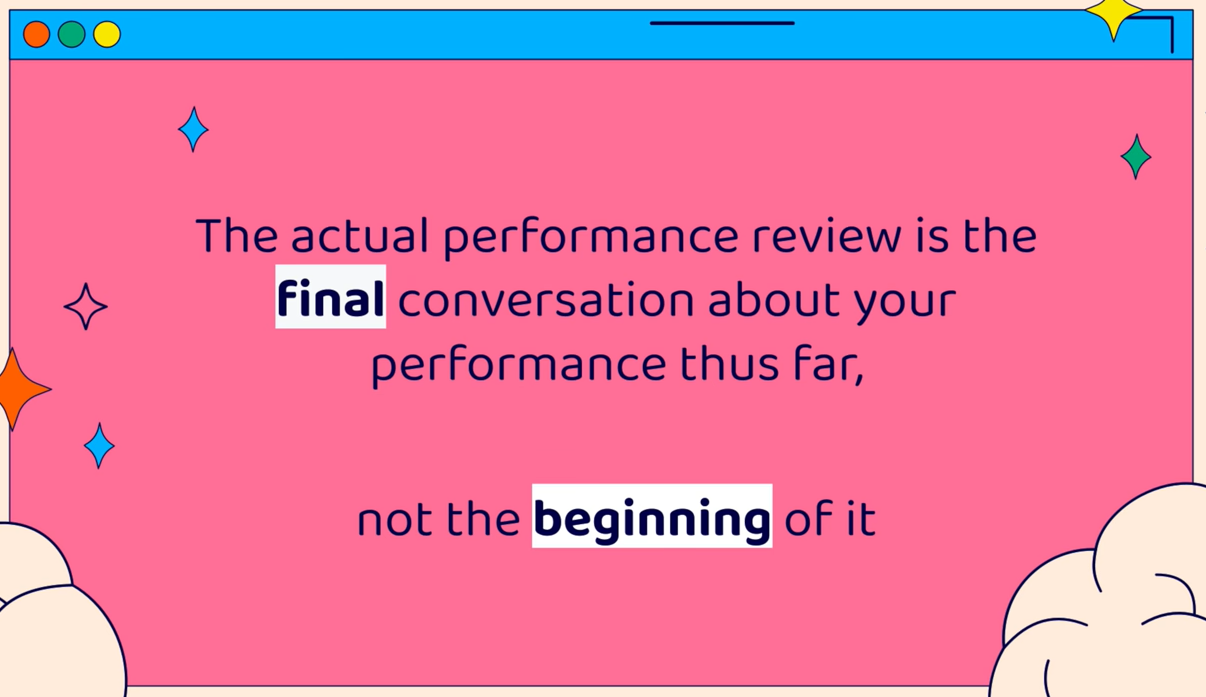 The actual performance review is the
final conversation about your
performance thus far,
not the beginning of it